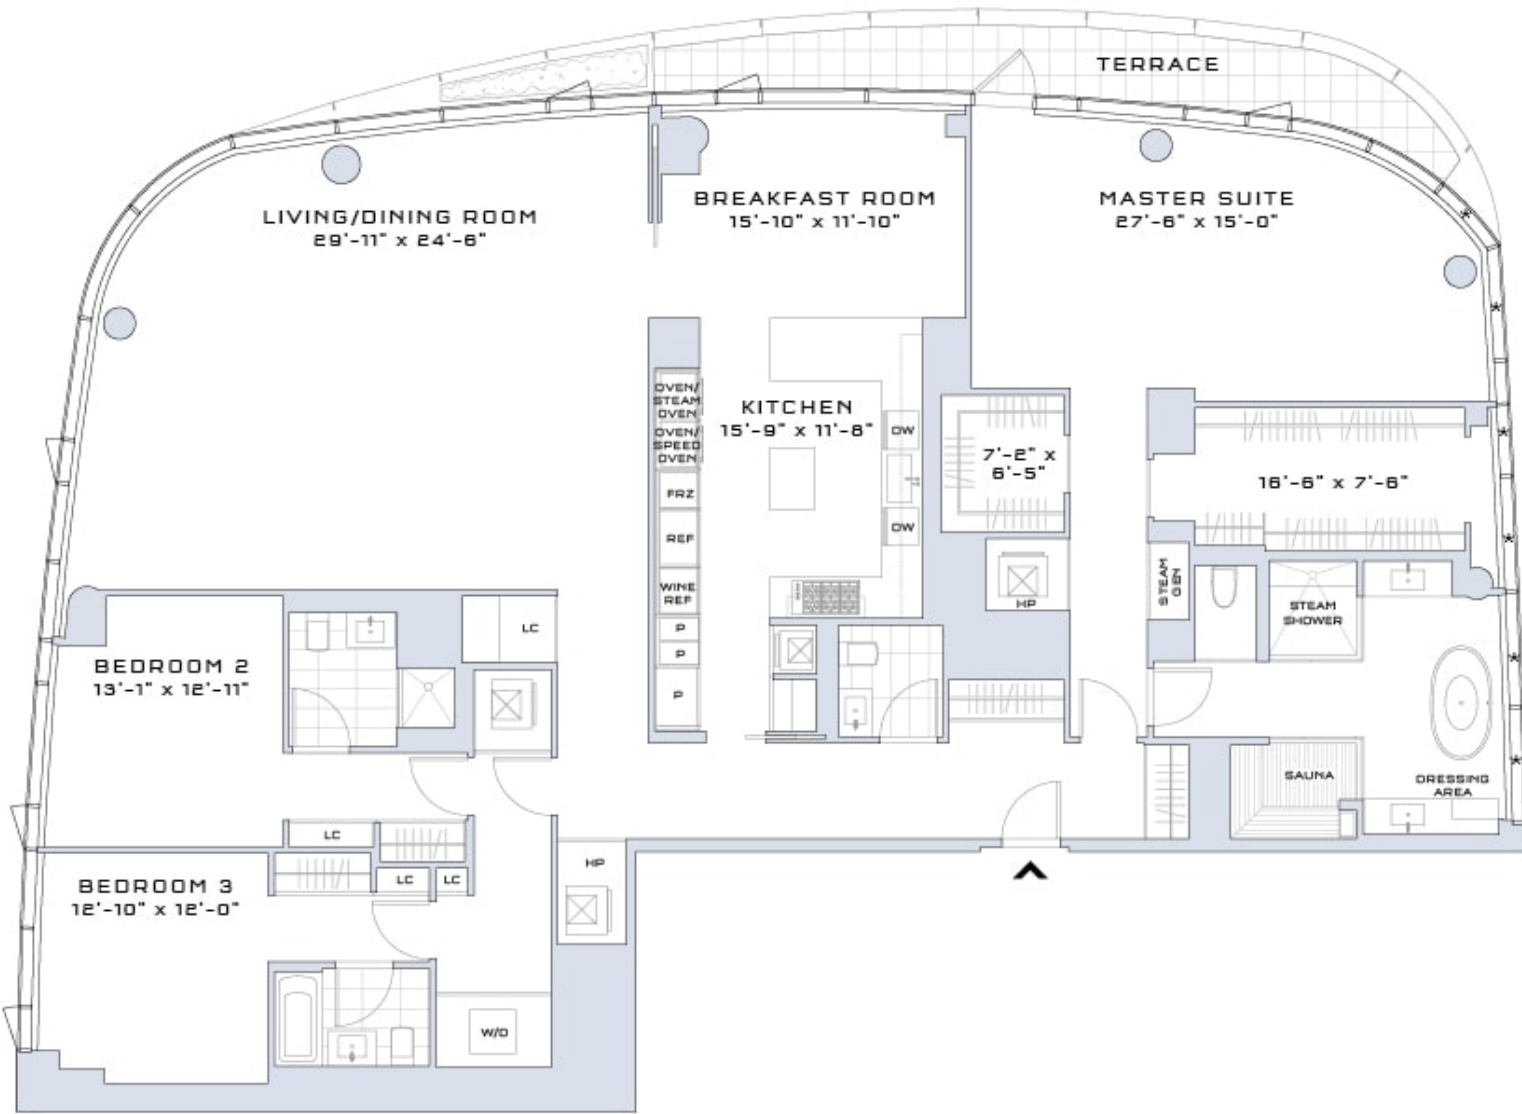 TERRACE
LIVING/DINING ROOM
29'-11" x 24'-6"
BREAKFAST ROOM
15'-10" x 11'-10"
MASTER SUITE
27'-6" x 15'-0"
OVEN/
STEAM
OVEN
OVEN/
SPEED
OVEN
FRZ
REF
WINE
REF
P
P
P
KITCHEN
15'-9" x 11'-8"
DW
DW
7'-2" x
6'-5"
16'-6" x 7'-6"
HP
STEAM
GEN
STEAM
SHOWER
LC
BEDROOM 2
13'-1" x 12'-11"
SAUNA
DRESSING
AREA
LC
HP
LC
LC
BEDROOM 3
12'-10" x 12'-0"
W/D